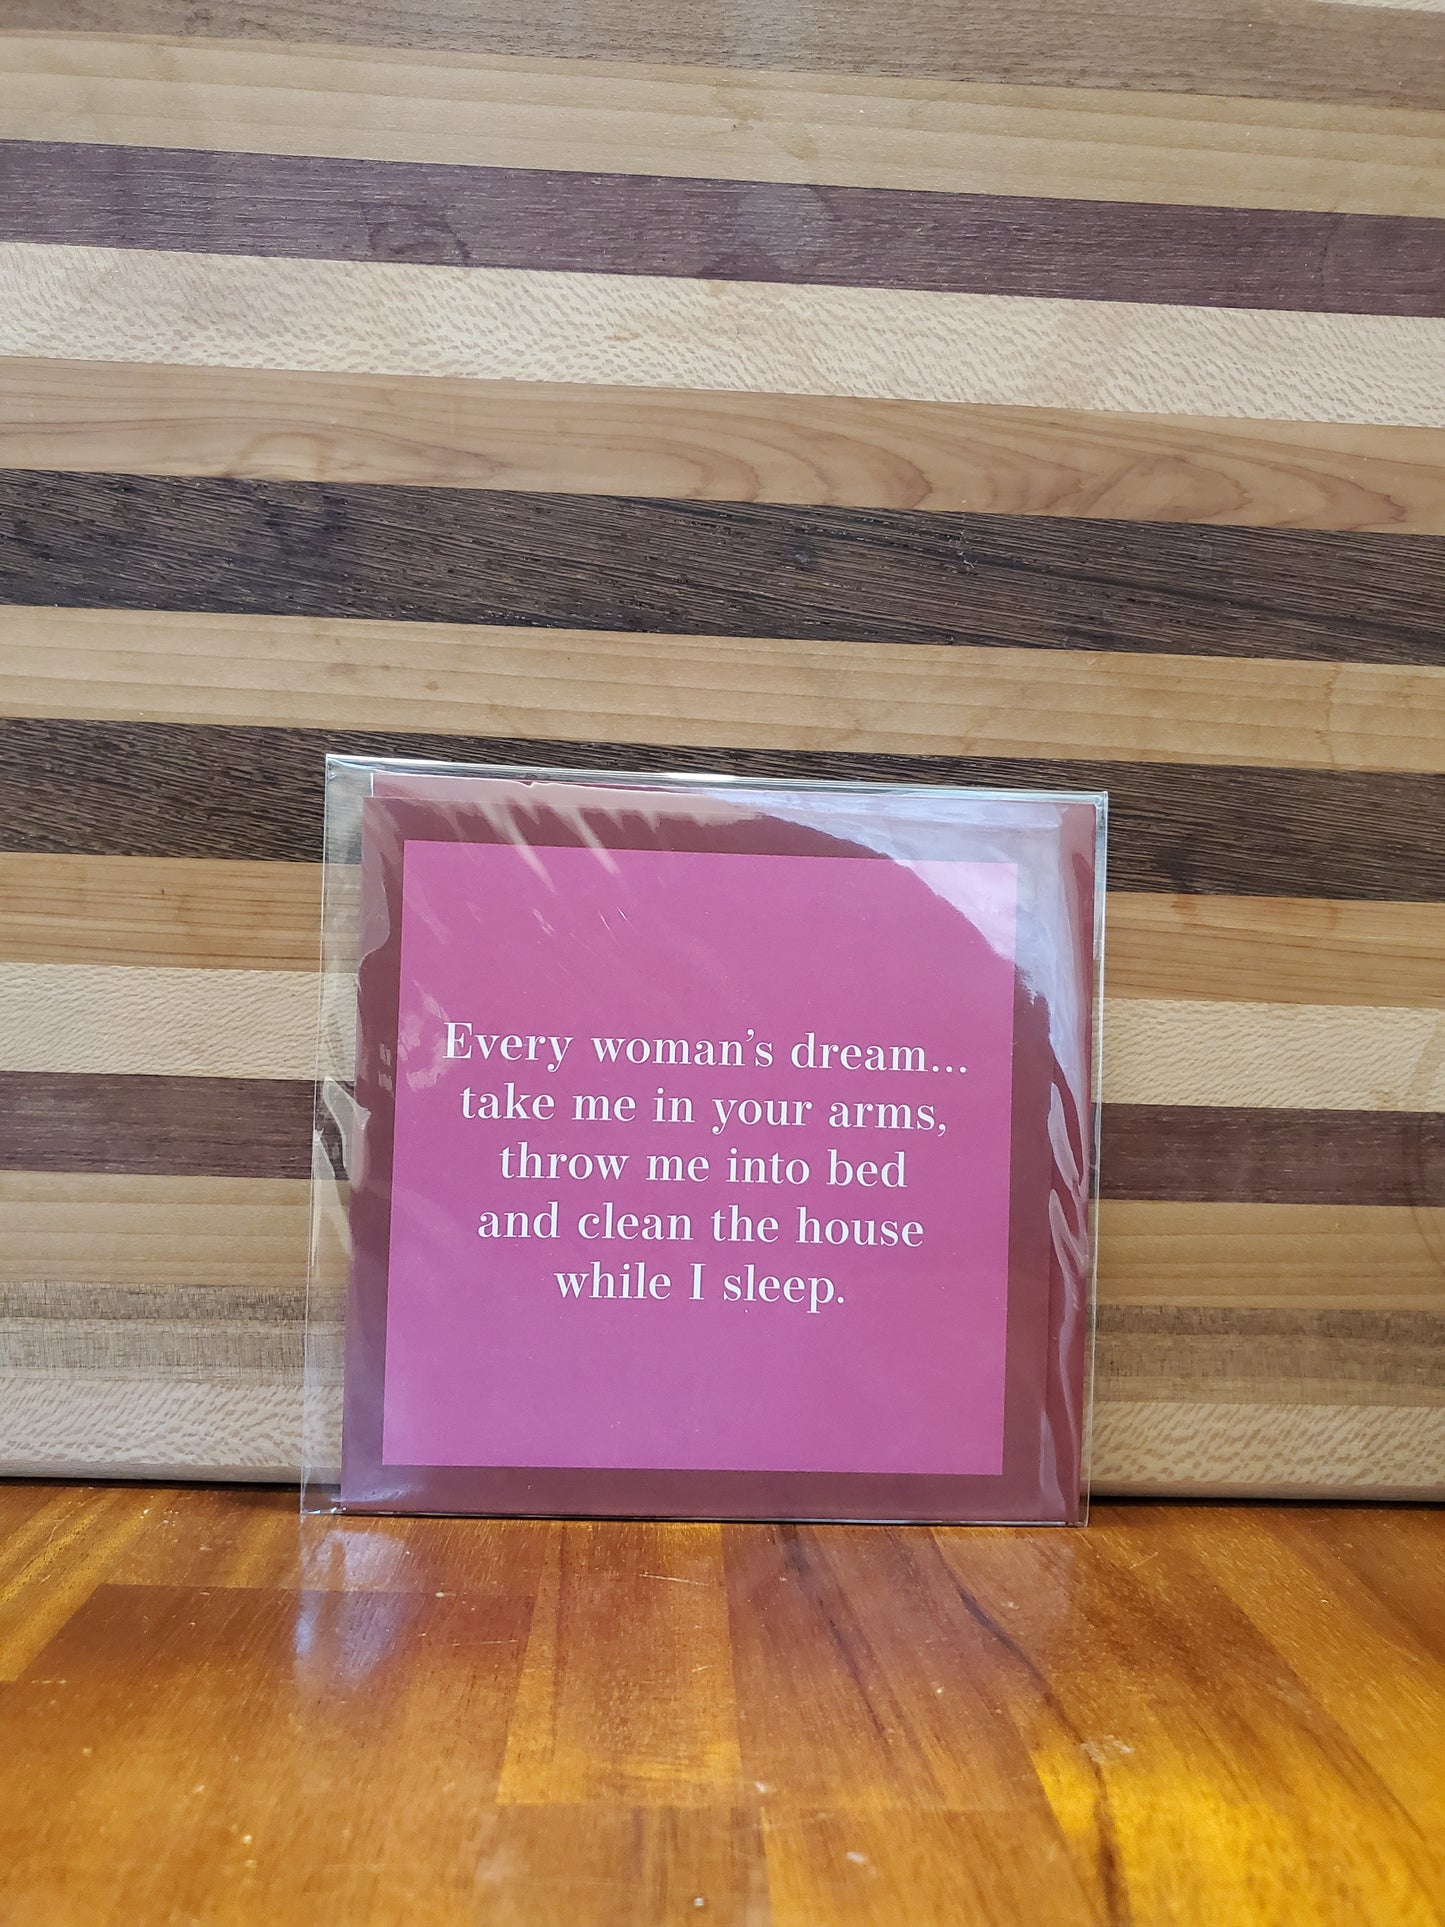 Every woman’s dream...
take me in your arms,
throw me into bed
and clean the house
while I sleep.